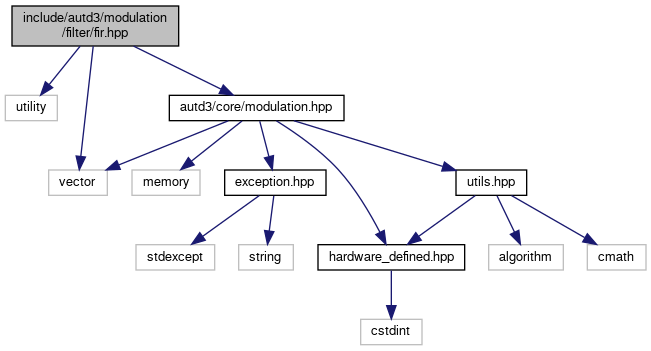 include/autd3/modulation
/filter/fir.hpp
utility
autd3/core/modulation.hpp
vector
memory
exception.hpp
utils.hpp
stdexcept
string
hardware_defined.hpp
algorithm
cmath
cstdint